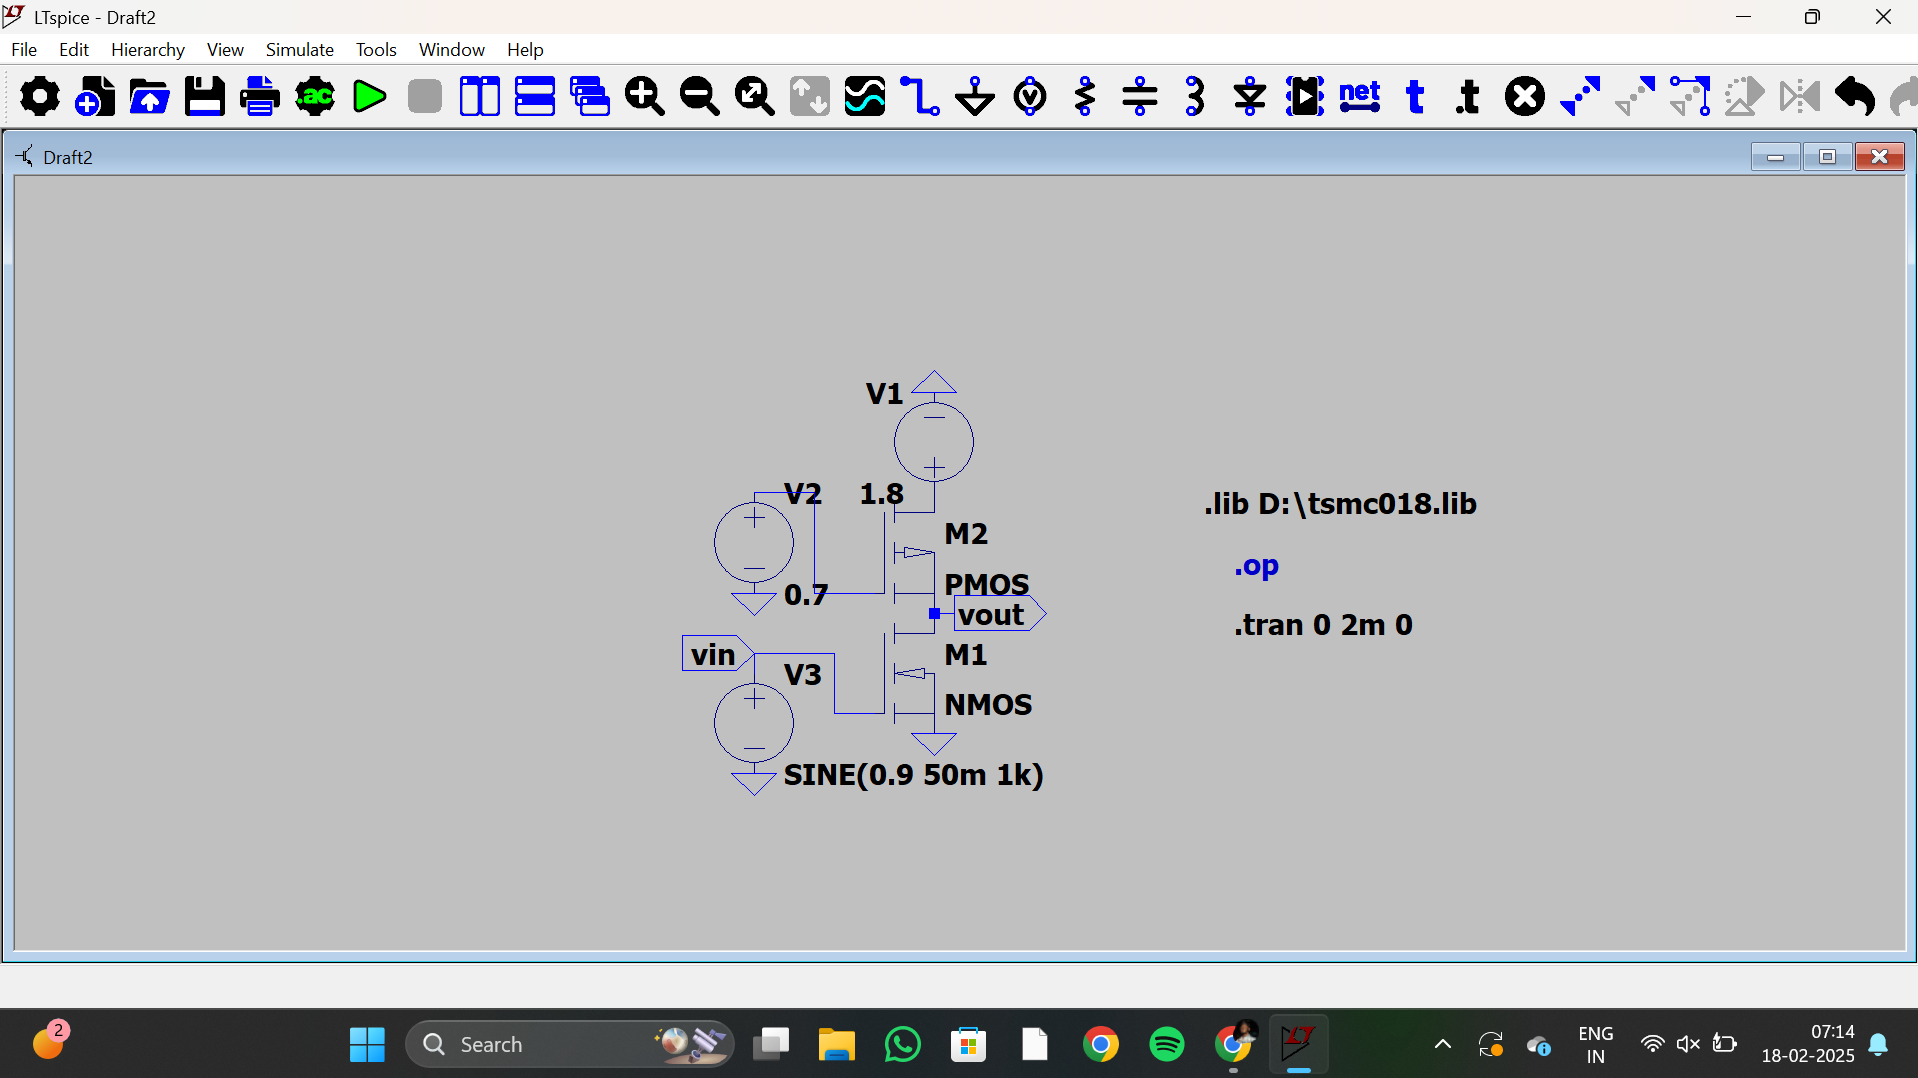 LTspice - Draft2
File Edit Hierarchy View Simulate Tools Window Help
.ac net t .t
Draft2
V1
V2 1.8
M2
0.7
PMOS
vout
vin
V3
M1
NMOS
SINE(0.9 50m 1k)
.lib D:\tsmc018.lib
.op
.tran 0 2m 0
2
Search
LT
ENG
IN
07:14
18-02-2025